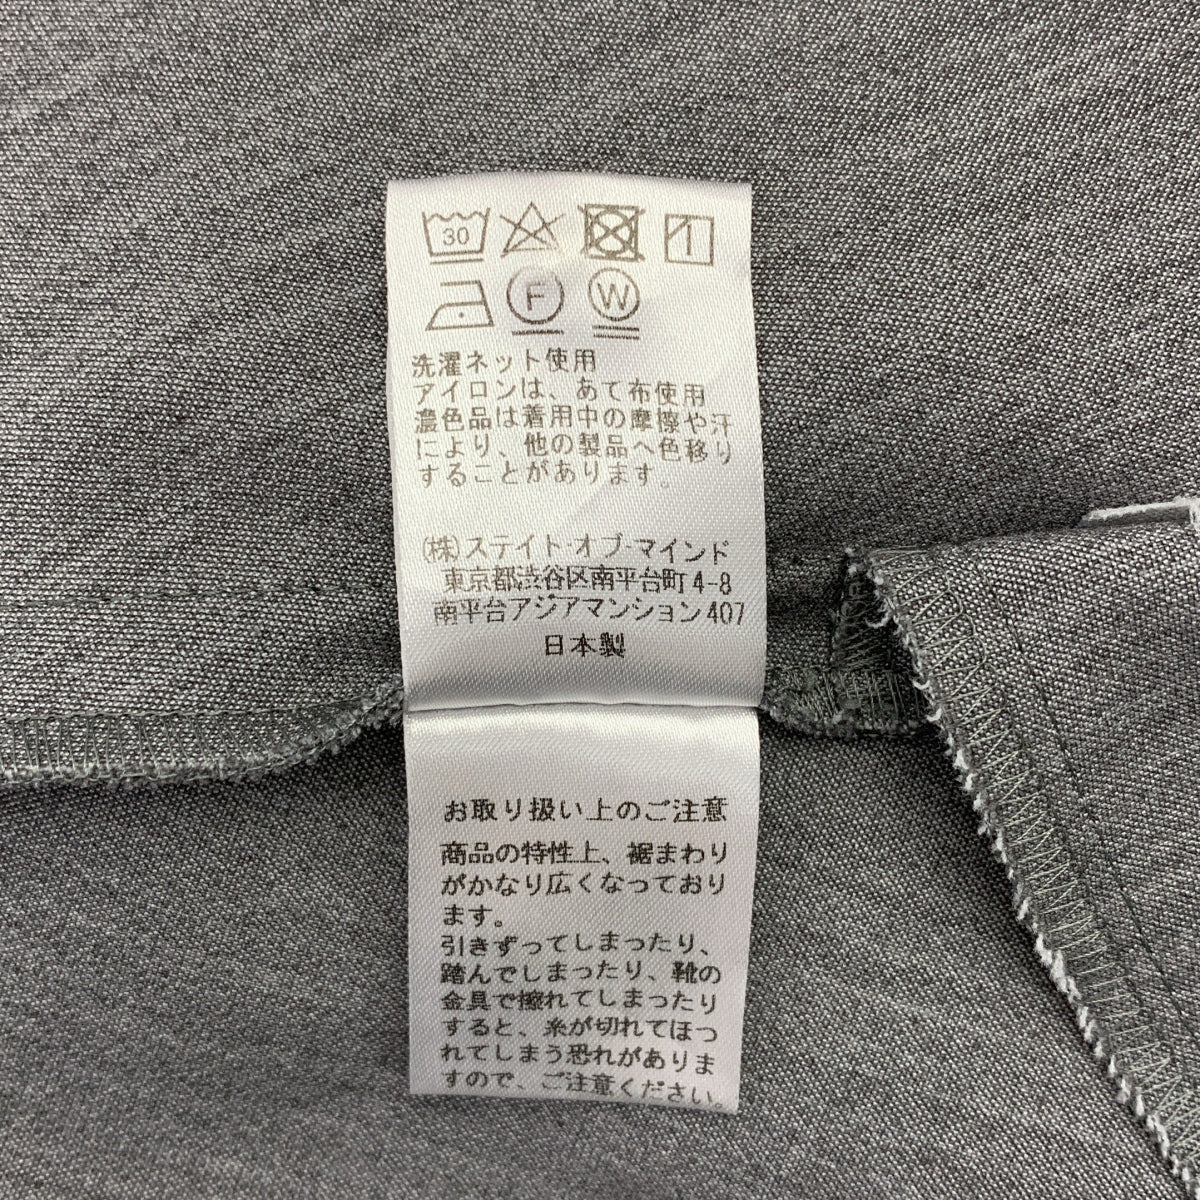 30
F W
洗濯ネット使用
アイロンは、あて布使用
濃色品は着用中の摩擦や汗
により、他の製品へ色移り
することがあります。
(株)ステイト・オブ・マインド
東京都渋谷区南平台町4-8
南平台アジアマンション407
日本製
お取り扱い上のご注意
商品の特性上、裾まわり
がかなり広くなっており
ます。
引きずってしまったり、
踏んでしまったり、靴の
金具で擦れてしまったり
すると、糸が切れてほつ
れてしまう恐れがありま
すので、ご注意ください。